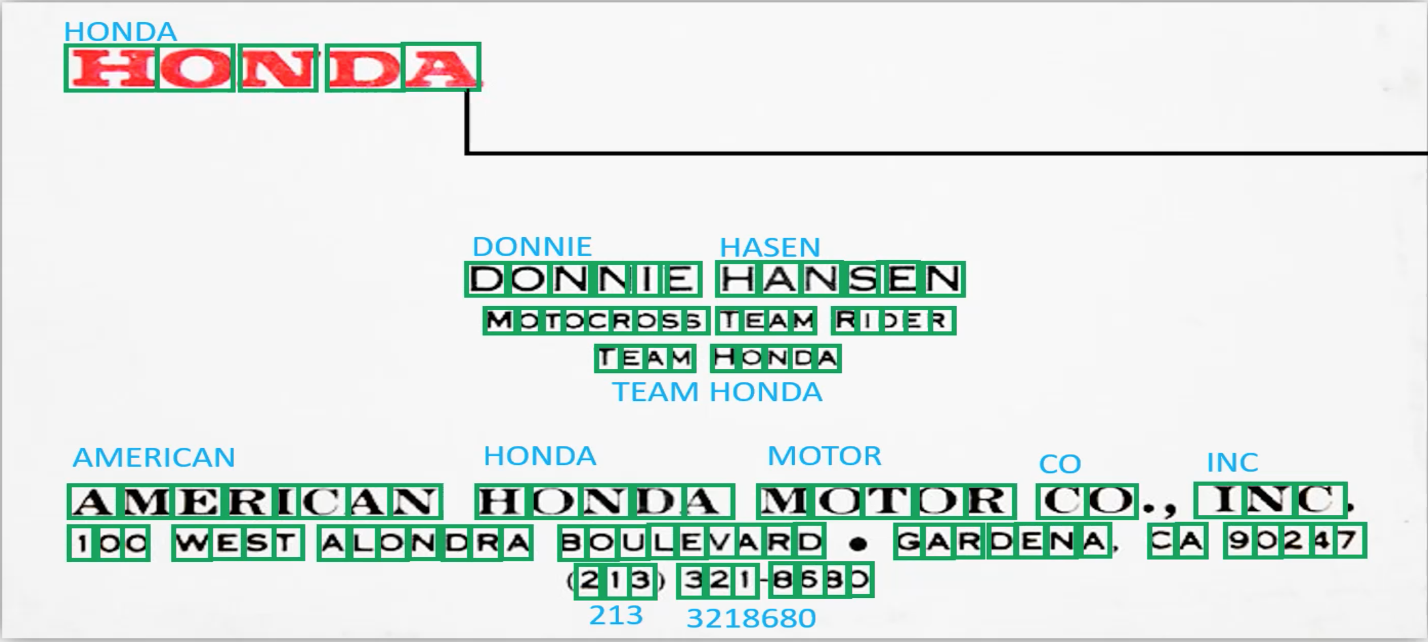 HONDA
HONDA
DONNIE HASEN
DONNIE HANSEN
MOTOCROSS TEAM RIDER
TEAM HONDA
TEAM HONDA
AMERICAN HONDA MOTOR CO INC
AMERICAN HONDA MOTOR CO., INC.
100 WEST ALONDRA BOULEVARD • GARDENA, CA 90247
(213) 321-8680
213 3218680